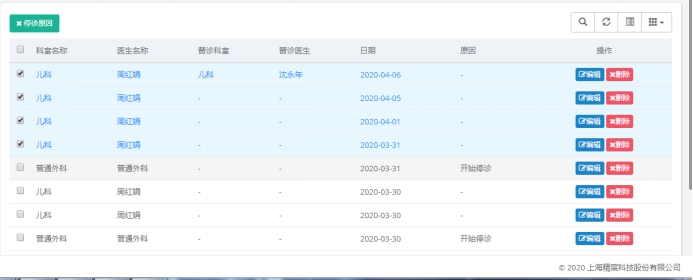 停诊原因
科室名称 医生名称 替诊科室 替诊医生 日期 原因 操作
儿科 周红娟 儿科 沈永年 2020-04-06 - 编辑 删除
儿科 周红娟 - - 2020-04-05 - 编辑 删除
儿科 周红娟 - - 2020-04-01 - 编辑 删除
儿科 周红娟 - - 2020-03-31 - 编辑 删除
普通外科 普通外科 - - 2020-03-31 开始停诊 编辑 删除
儿科 周红娟 - - 2020-03-30 - 编辑 删除
儿科 周红娟 - - 2020-03-30 - 编辑 删除
普通外科 普通外科 - - 2020-03-30 开始停诊 编辑 删除
© 2020 上海精宸科技股份有限公司